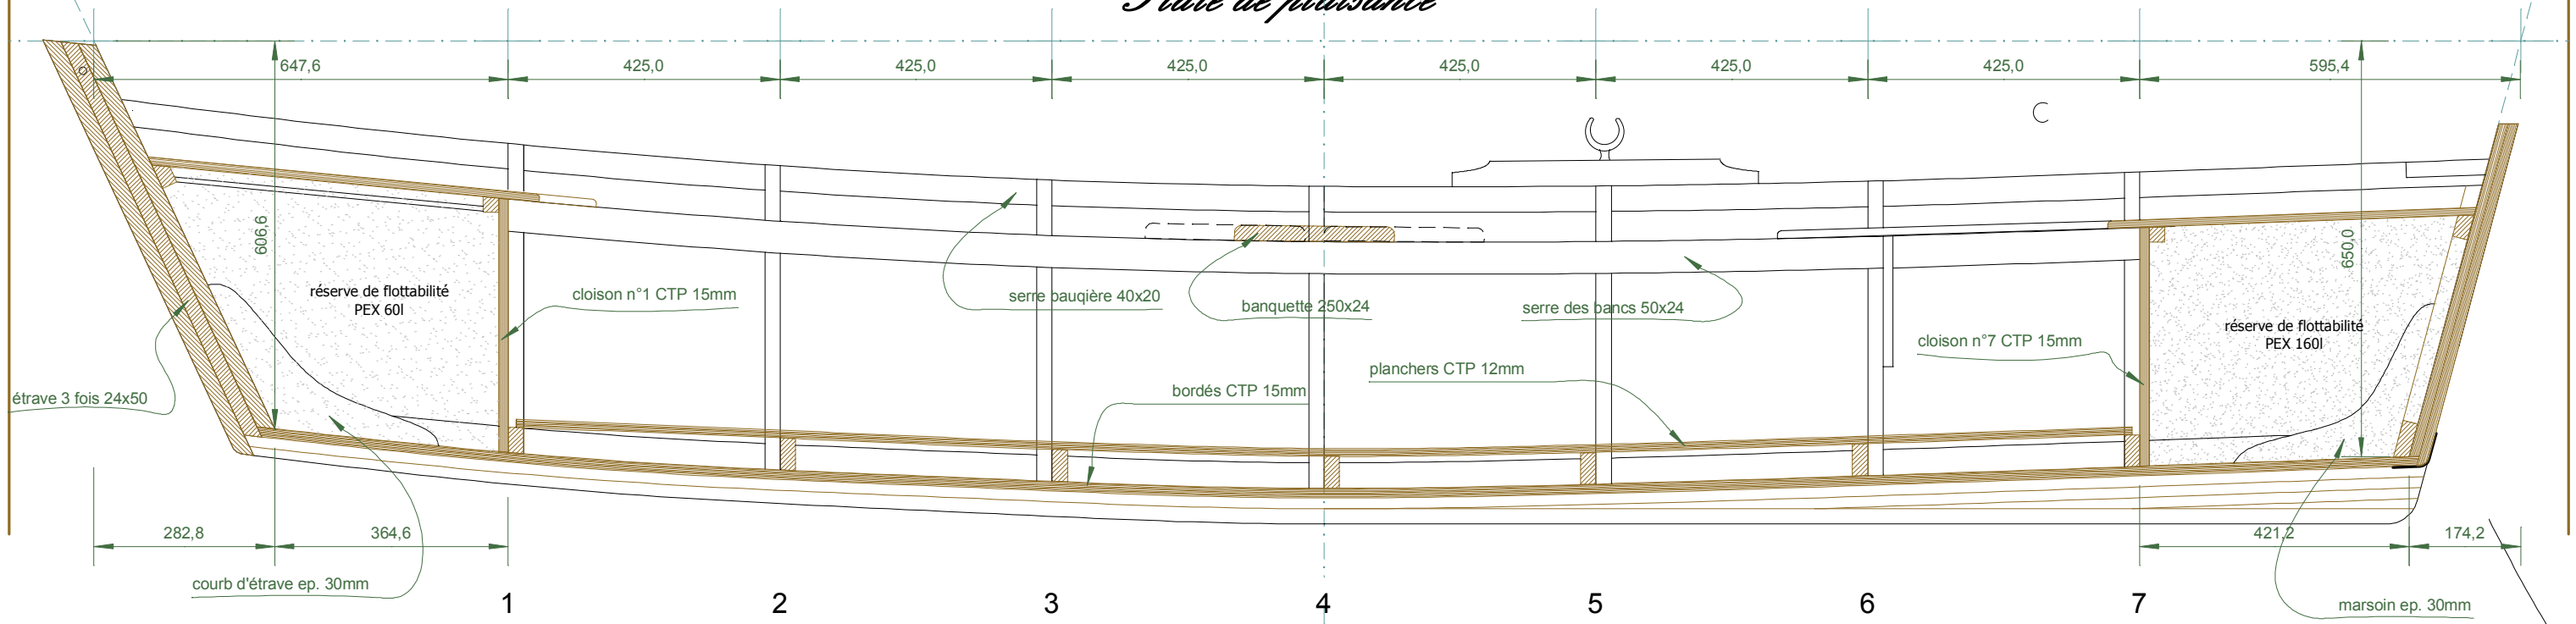 de plaisance
647,6
425,0
425,0
425,0
425,0
425,0
425,0
595,4
606,6
650,0
réserve de flottabilité
PEX 60l
cloison n°1 CTP 15mm
serre bauqière 40x20
banquette 250x24
serre des bancs 50x24
réserve de flottabilité
PEX 160l
cloison n°7 CTP 15mm
planchers CTP 12mm
bordés CTP 15mm
étrave 3 fois 24x50
282,8
364,6
421,2
174,2
courb d'étrave ep. 30mm
marsoin ep. 30mm
1
2
3
4
5
6
7